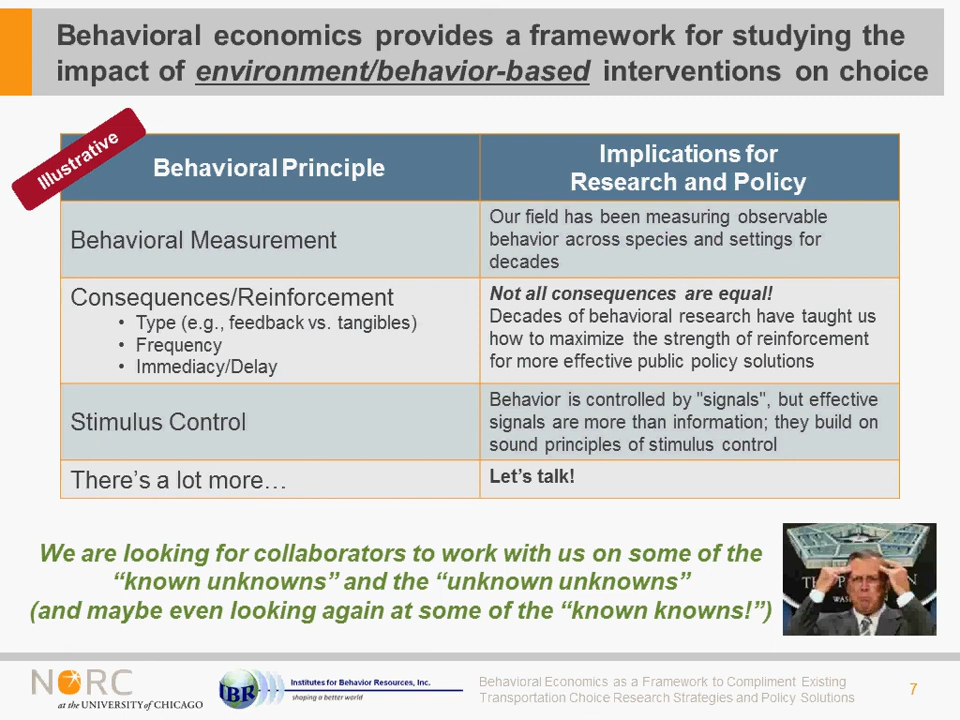 Behavioral economics provides a framework for studying the
impact of environment/behavior-based interventions on choice
Illustrative
Behavioral Principle
Implications for
Research and Policy
Behavioral Measurement
Our field has been measuring observable
behavior across species and settings for
decades
Consequences/Reinforcement
• Type (e.g., feedback vs. tangibles)
• Frequency
• Immediacy/Delay
Not all consequences are equal!
Decades of behavioral research have taught us
how to maximize the strength of reinforcement
for more effective public policy solutions
Stimulus Control
Behavior is controlled by "signals", but effective
signals are more than information; they build on
sound principles of stimulus control
There's a lot more…
Let's talk!
We are looking for collaborators to work with us on some of the
“known unknowns” and the “unknown unknowns”
(and maybe even looking again at some of the “known knowns!”)
NORC
at the UNIVERSITY of CHICAGO
IBR
Institutes for Behavior Resources, Inc.
shaping a better world
Behavioral Economics as a Framework to Compliment Existing
Transportation Choice Research Strategies and Policy Solutions
7